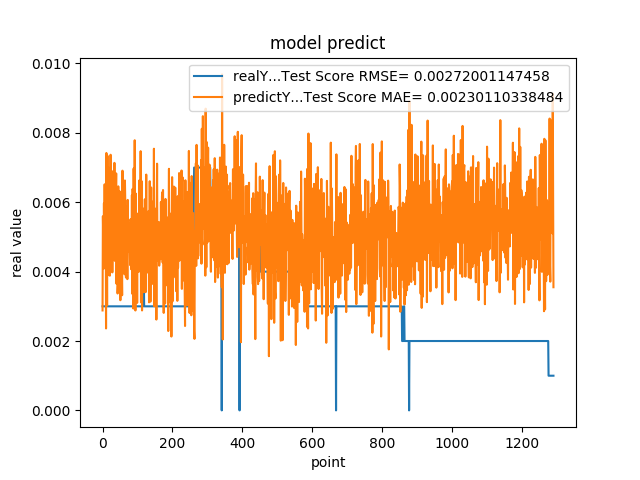 model predict
realY...Test Score RMSE= 0.00272001147458
predictY...Test Score MAE= 0.00230110338484
0.010
0.008
0.006
0.004
0.002
0.000
real value
0 200 400 600 800 1000 1200
point